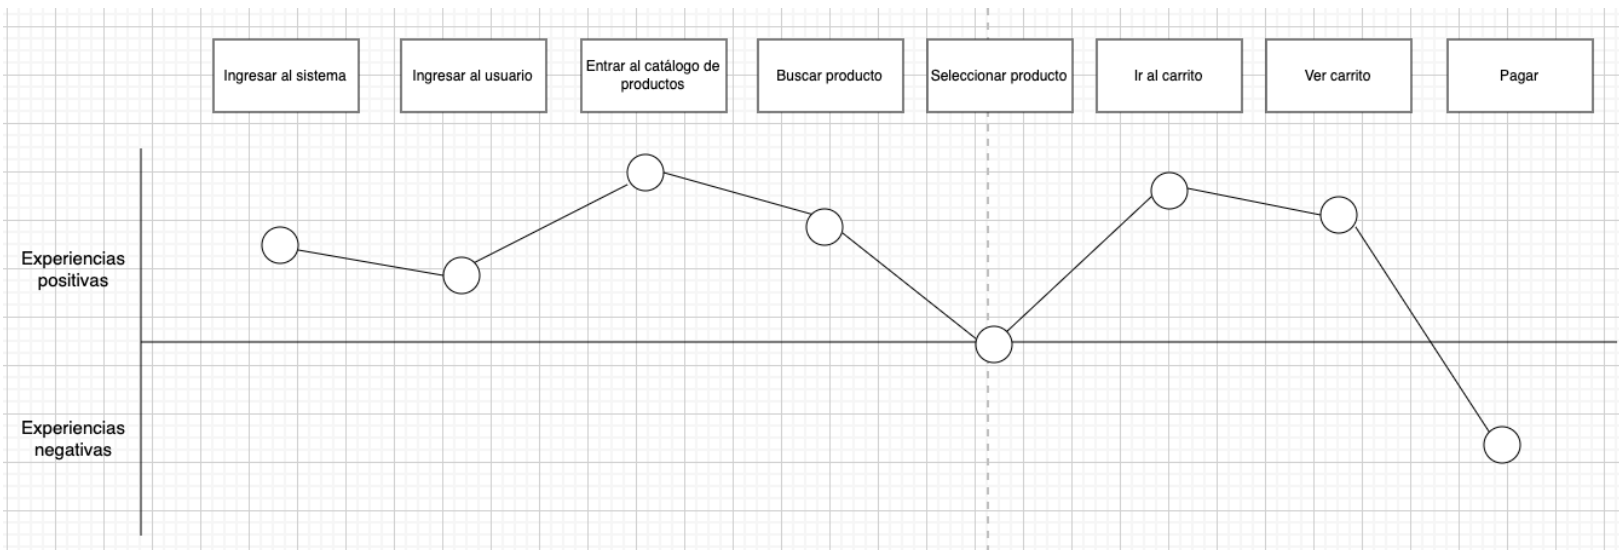 Ingresar al sistema
Ingresar al usuario
Entrar al catálogo de
productos
Buscar producto
Seleccionar producto
Ir al carrito
Ver carrito
Pagar
Experiencias
positivas
Experiencias
negativas